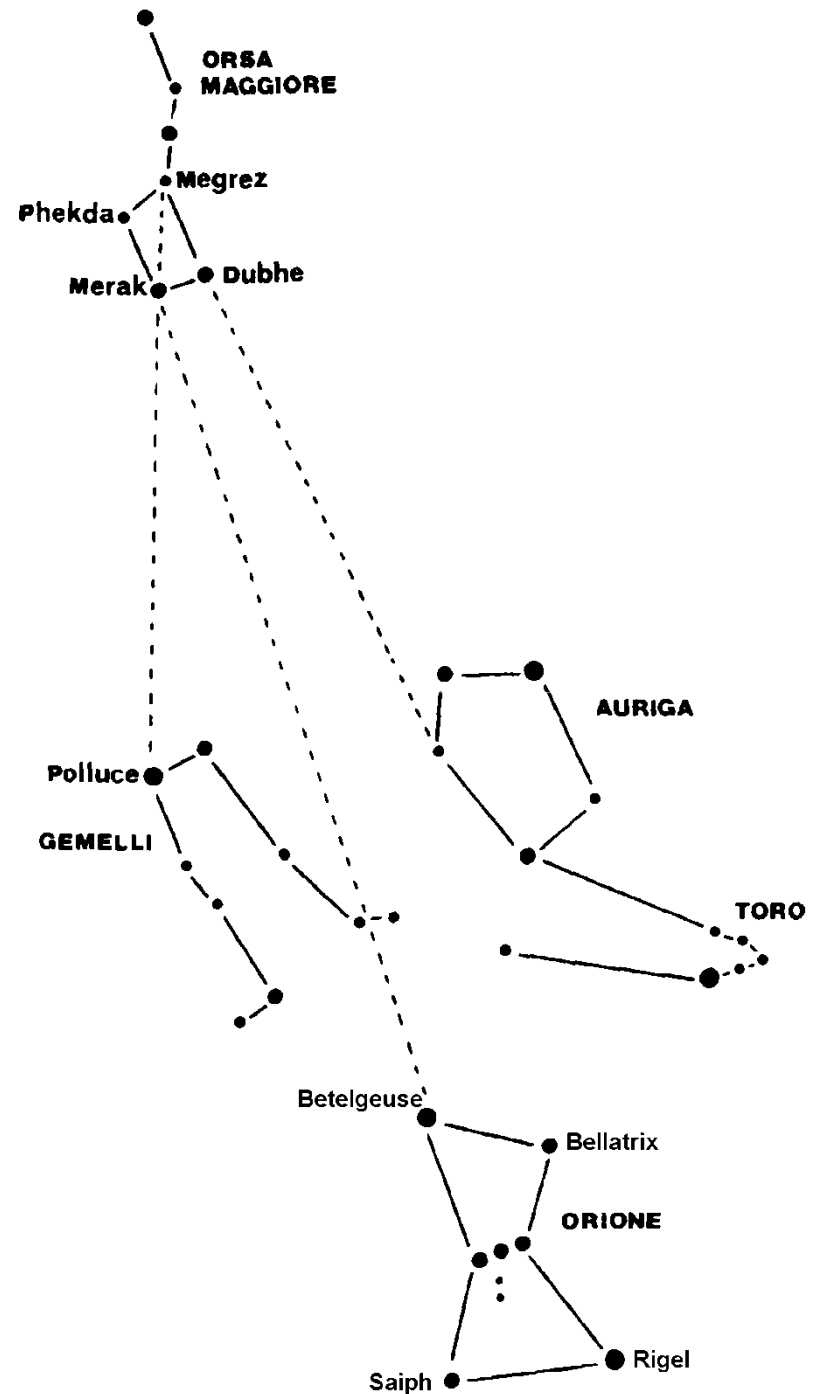 ORSA
MAGGIORE
Megrez
Phekda
Merak
Dubhe
AURIGA
Polluce
GEMELLI
TORO
Betelgeuse
Bellatrix
ORIONE
Rigel
Saiph